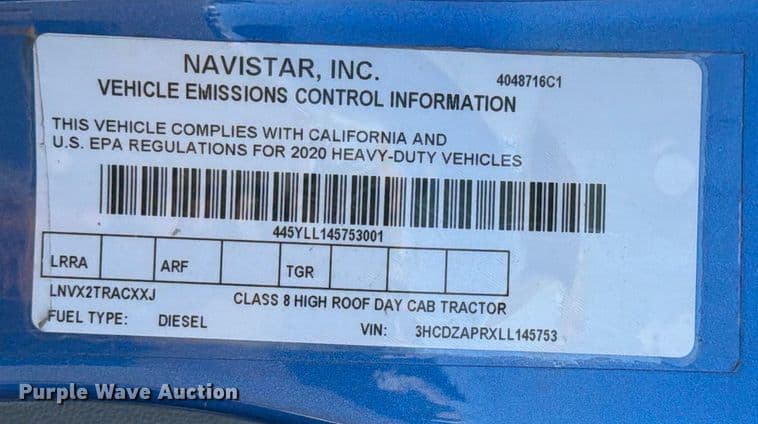 NAVISTAR, INC.
4048716C1
VEHICLE EMISSIONS CONTROL INFORMATION
THIS VEHICLE COMPLIES WITH CALIFORNIA AND
U.S. EPA REGULATIONS FOR 2020 HEAVY-DUTY VEHICLES
445YLL145753001
LRRA ARF TGR
LNVX2TRACXXJ CLASS 8 HIGH ROOF DAY CAB TRACTOR
FUEL TYPE: DIESEL VIN: 3HCDZAPRXLL145753
Purple Wave Auction